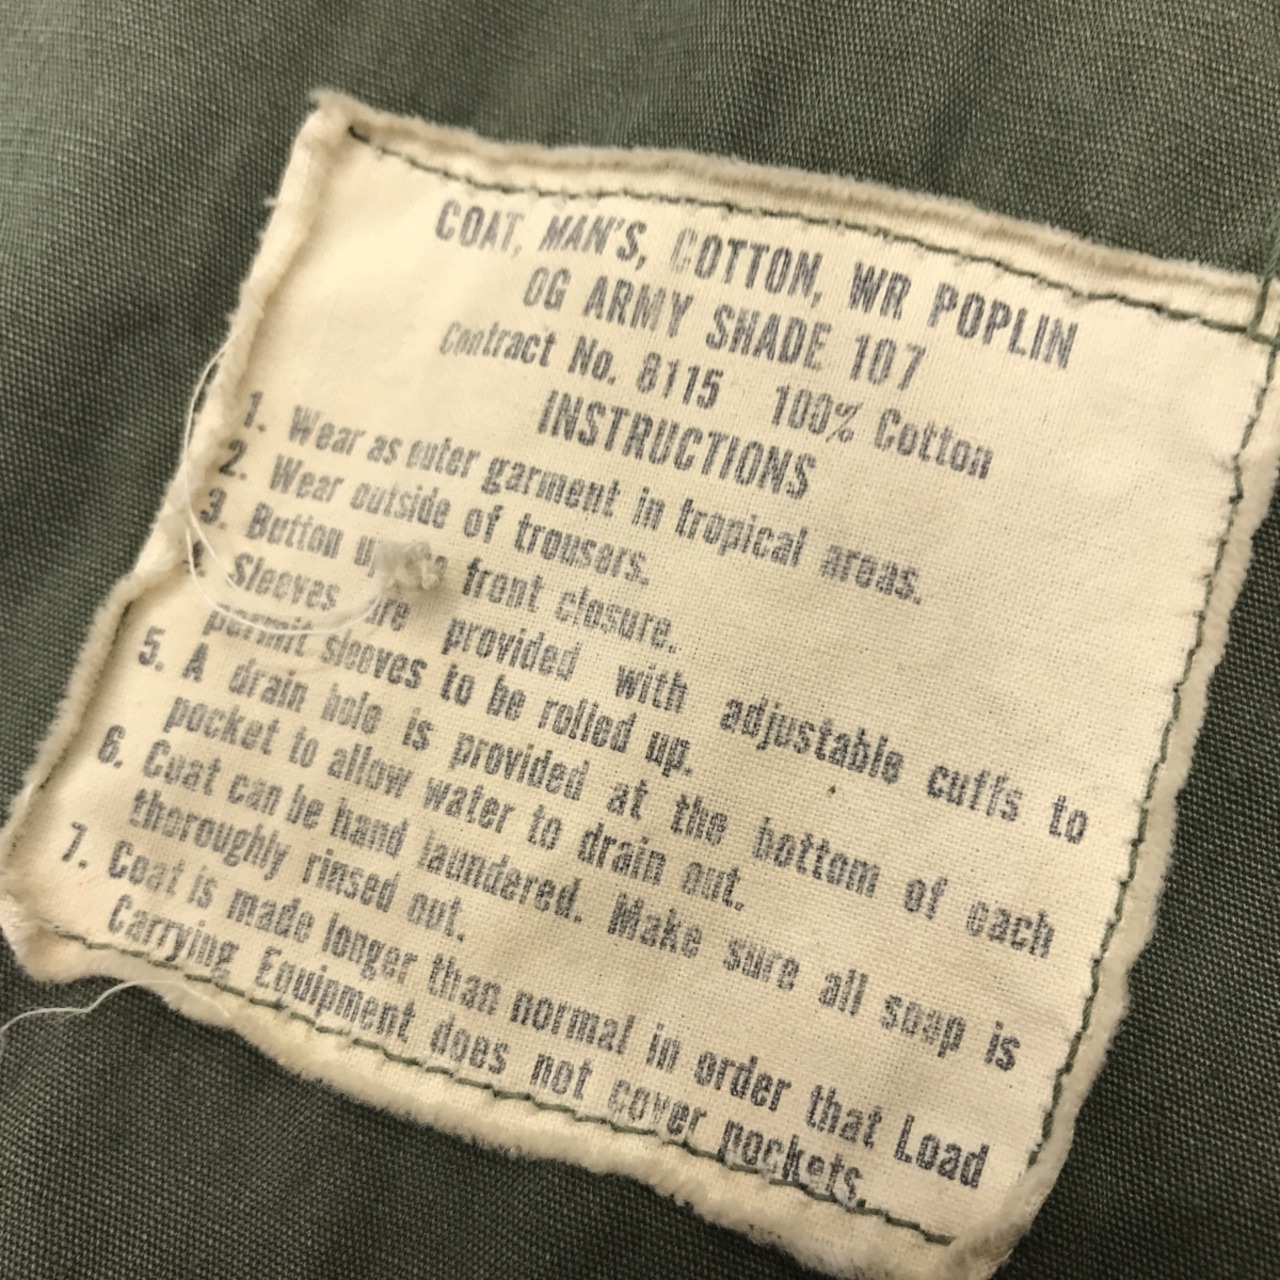 COAT, MAN'S, COTTON, WR POPLIN
OG ARMY SHADE 107
Contract No. 8115 100% Cotton
INSTRUCTIONS
1. Wear as outer garment in tropical areas.
2. Wear outside of trousers.
3. Button front closure.
Sleeves are provided with adjustable cuffs to
permit sleeves to be rolled up.
5. A drain hole is provided at the bottom of each
pocket to allow water to drain out.
6. Coat can be hand laundered. Make sure all soap is
thoroughly rinsed out.
7. Coat is made longer than normal in order that Load
Carrying Equipment does not cover pockets.